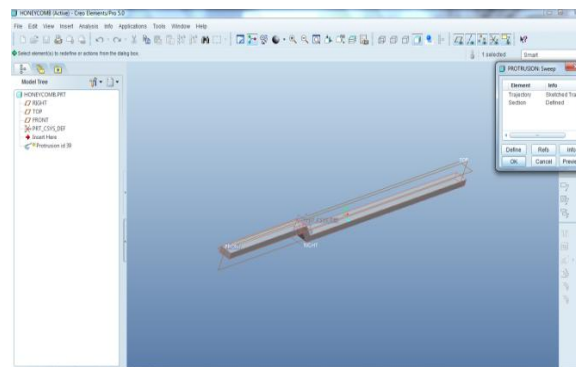 HONEYCOMB (Active) - Creo Elements/Pro 5.0
File Edit View Insert Analysis Info Applications Tools Window Help
Select element(s) to redefine or actions from the dialog box.
1 selected
Smart
Model Tree
HONEYCOMB.PRT
RIGHT
TOP
FRONT
PRT_CSYS_DEF
Insert Here
Protrusion id 39
PROTRUSION: Sweep
Element Info
Trajectory Sketched Tra
Section Defined
Define Refs Info
OK Cancel Preview
TOP
RIGHT